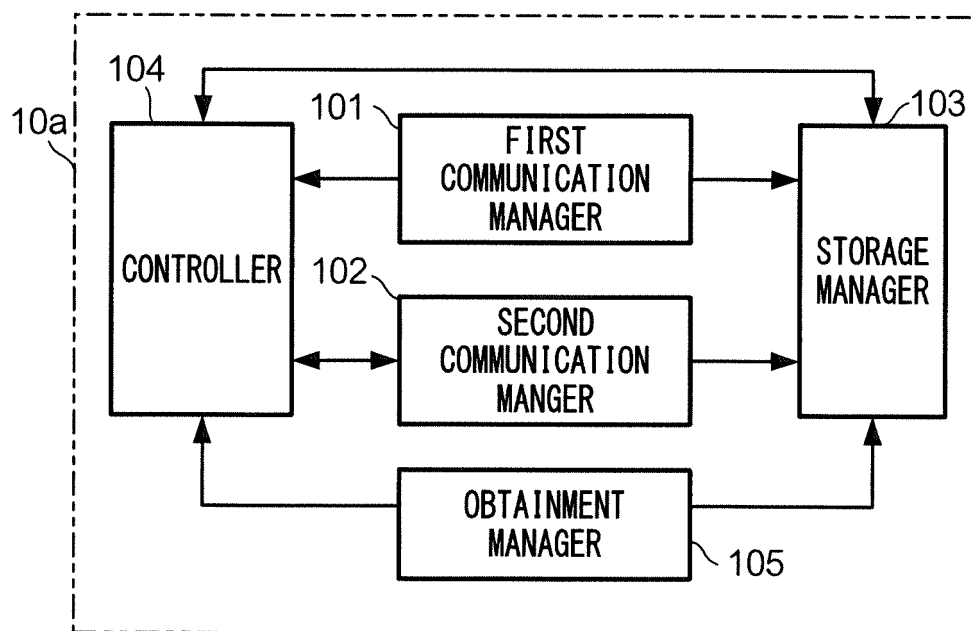 10a
104
CONTROLLER
101
FIRST
COMMUNICATION
MANAGER
103
STORAGE
MANAGER
102
SECOND
COMMUNICATION
MANGER
OBTAINMENT
MANAGER
105